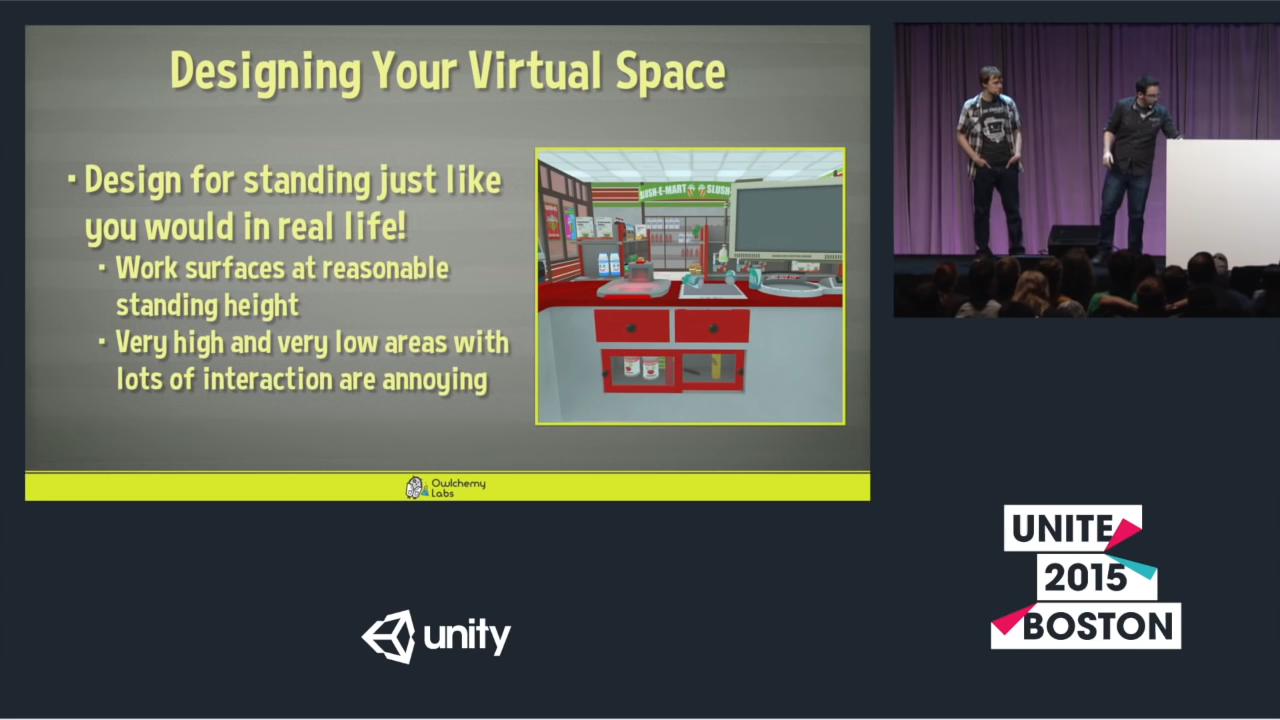 Designing Your Virtual Space
· Design for standing just like
you would in real life!
· Work surfaces at reasonable
standing height
· Very high and very low areas with
lots of interaction are annoying
SLUSH
Owlchemy
Labs
unity
UNITE
2015
BOSTON